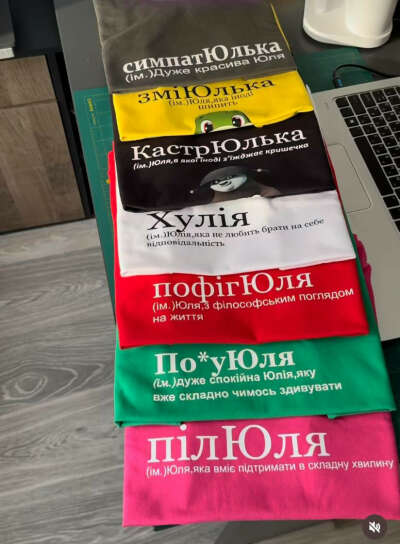 симпатЮлька
(ім.)Дуже красива Юля
зміЮлька
(ім.)Юля,яка іноді
шипить
КастрЮлька
(ім.)Юля,в якої іноді з'їжджає кришечка
Хулія
(ім.)Юлія,яка не любить брати на себе
відповідальність
пофігЮля
(ім.)Юля,з філософським поглядом
на життя
По*уЮля
(ім.)дуже спокійна Юлія,яку
вже складно чимось здивувати
пілЮля
(ім.)Юля,яка вміє підтримати в складну хвилину